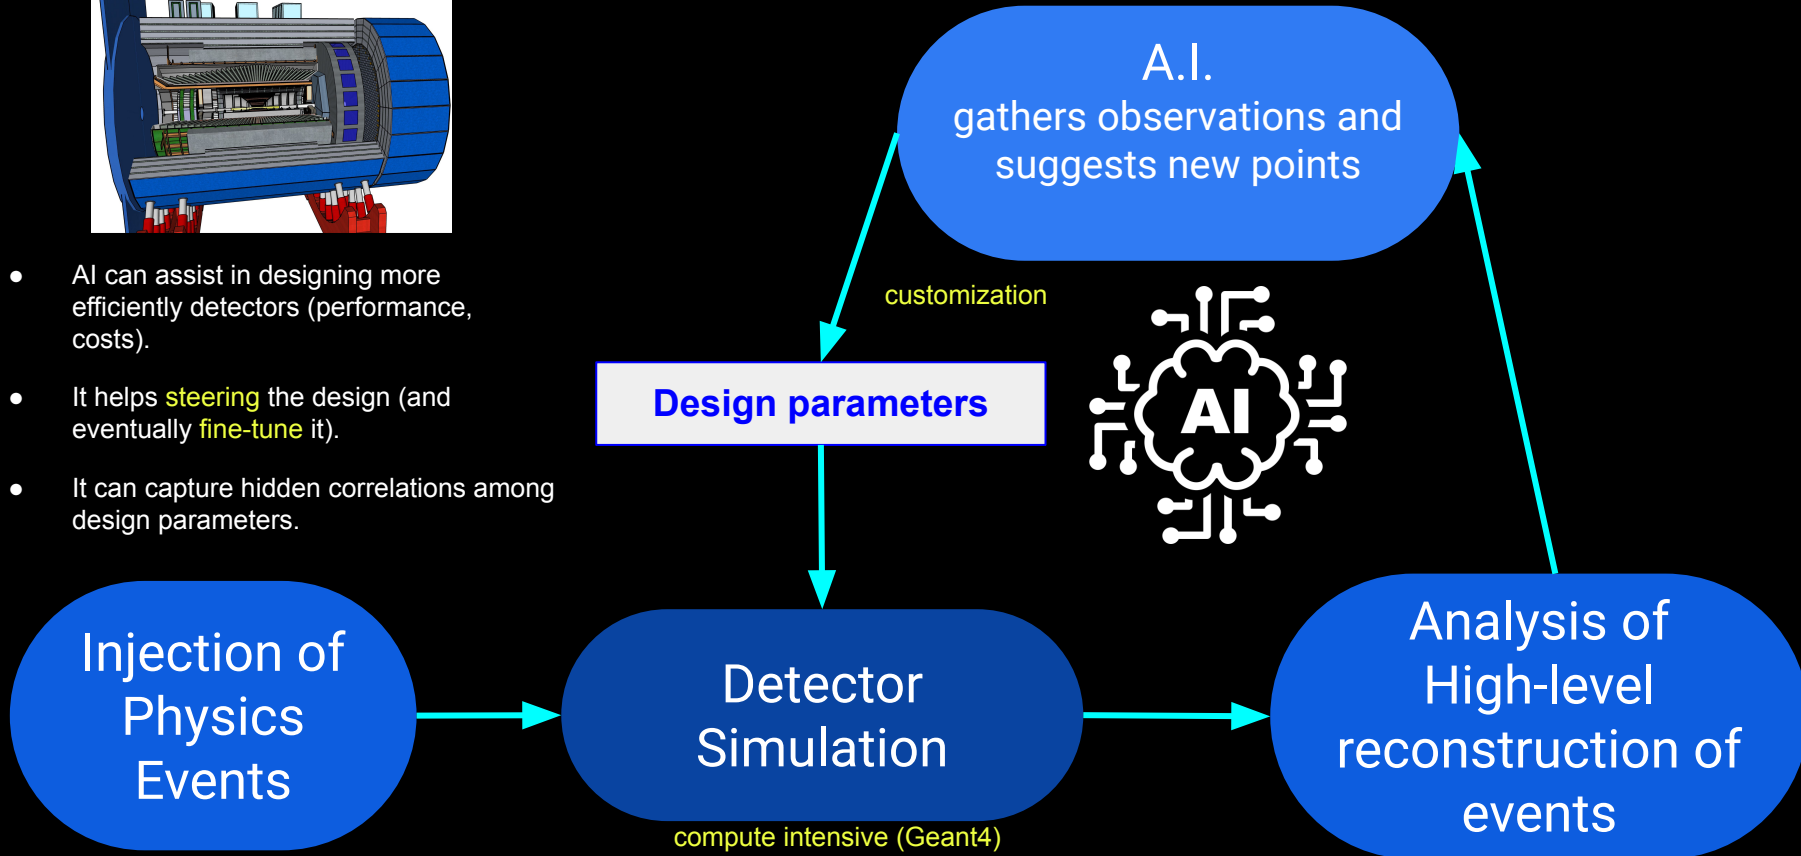 ● AI can assist in designing more
efficiently detectors (performance,
costs).
● It helps steering the design (and
eventually fine-tune it).
● It can capture hidden correlations among
design parameters.
A.I.
gathers observations and
suggests new points
customization
Design parameters
AI
Injection of
Physics
Events
Detector
Simulation
compute intensive (Geant4)
Analysis of
High-level
reconstruction of
events